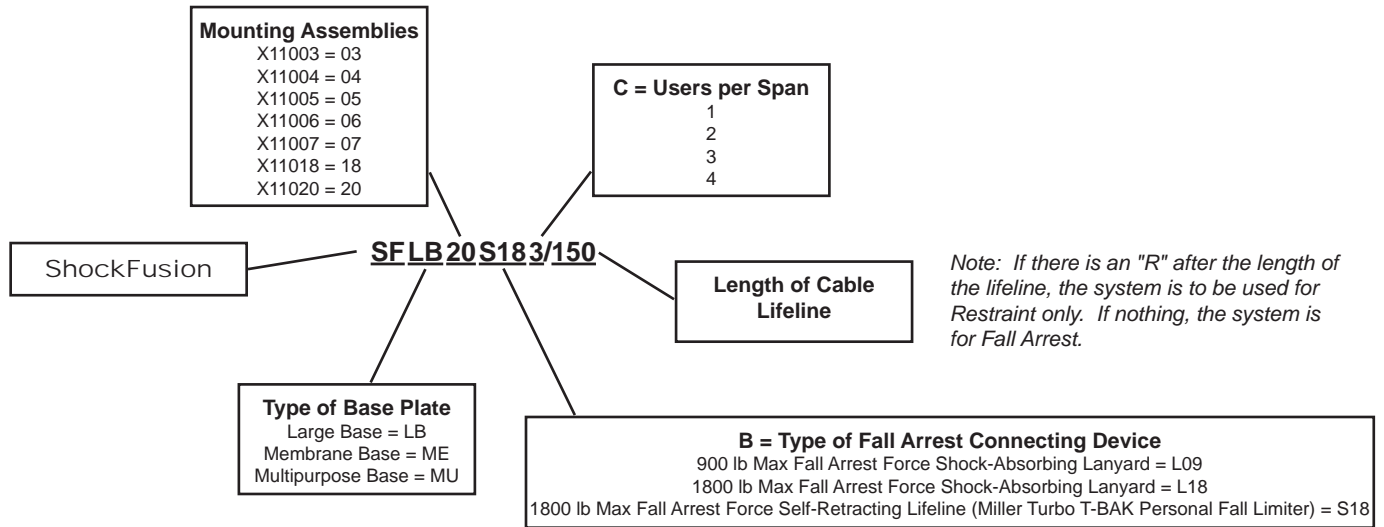 Mounting Assemblies
X11003 = 03
X11004 = 04
X11005 = 05
X11006 = 06
X11007 = 07
X11018 = 18
X11020 = 20
C = Users per Span
1
2
3
4
ShockFusion
SFLB20S183/150
Length of Cable
Lifeline
Note: If there is an "R" after the length of
the lifeline, the system is to be used for
Restraint only. If nothing, the system is
for Fall Arrest.
Type of Base Plate
Large Base = LB
Membrane Base = ME
Multipurpose Base = MU
B = Type of Fall Arrest Connecting Device
900 lb Max Fall Arrest Force Shock-Absorbing Lanyard = L09
1800 lb Max Fall Arrest Force Shock-Absorbing Lanyard = L18
1800 lb Max Fall Arrest Force Self-Retracting Lifeline (Miller Turbo T-BAK Personal Fall Limiter) = S18